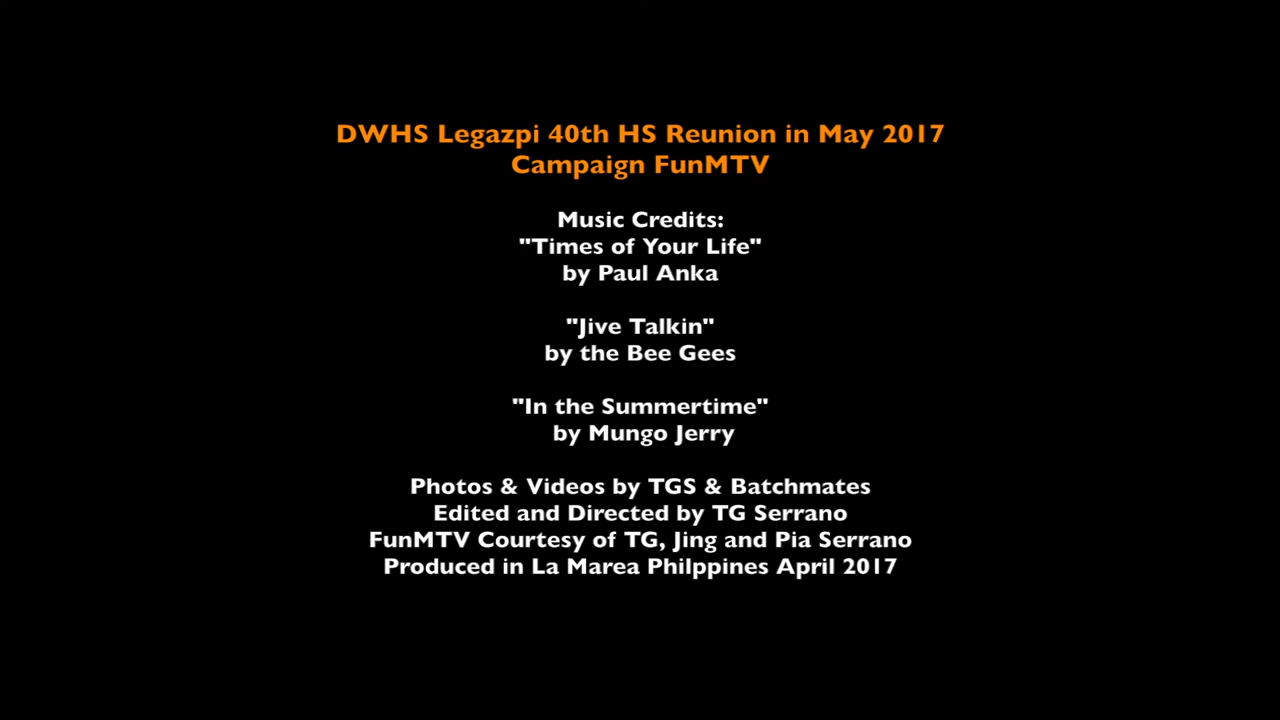 DWHS Legazpi 40th HS Reunion in May 2017
Campaign FunMTV
Music Credits:
"Times of Your Life"
by Paul Anka
"Jive Talkin"
by the Bee Gees
"In the Summertime"
by Mungo Jerry
Photos & Videos by TGS & Batchmates
Edited and Directed by TG Serrano
FunMTV Courtesy of TG, Jing and Pia Serrano
Produced in La Marea Philppines April 2017